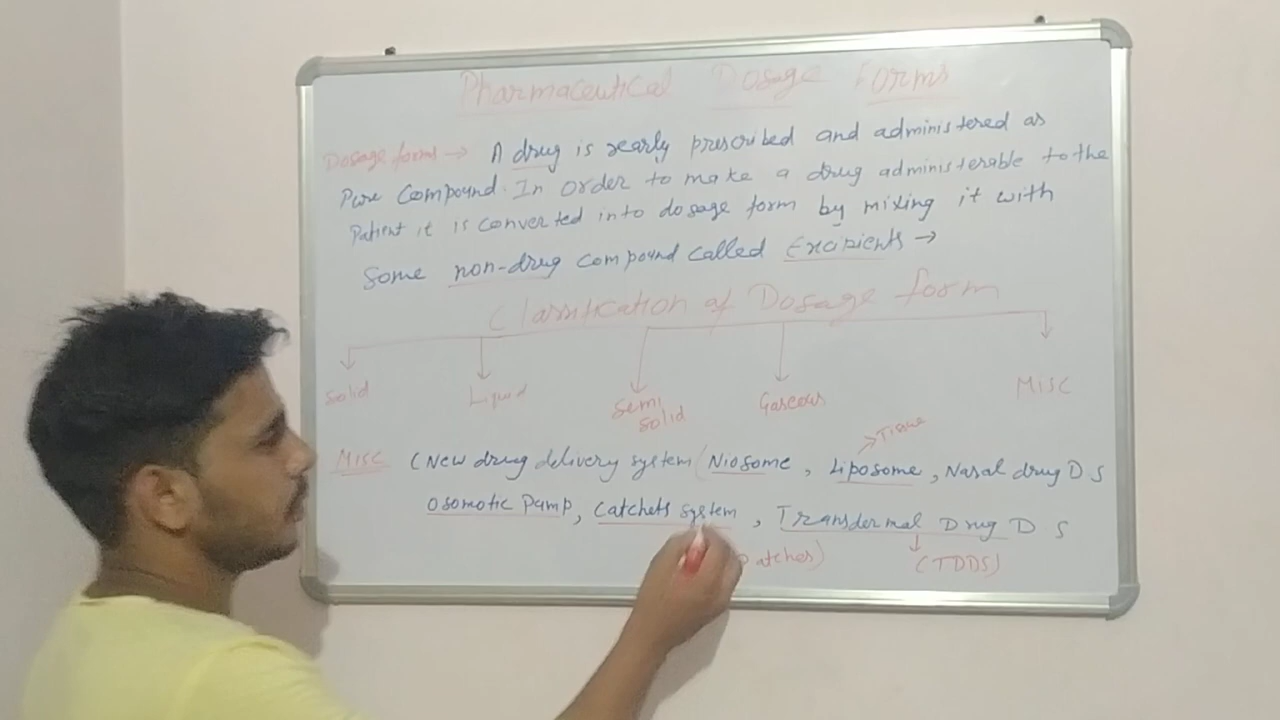 Pharmaceutical Dosage Forms
Dosage forms → A drug is rearly prescribed and administered as
Pure Compound. In order to make a drug administerable to the
Patient it is converted into dosage form by mixing it with
Some non-drug compound called Excipients →
Classification of Dosage form
Solid Liquid Semi Solid Gaseous Misc
→ Tissue
Misc (New drug delivery system (Niosome, Liposome, Nasal drug D S
Osomotic Pump, Catchets system, Transdermal Drug D S
Patches) (TDDS)